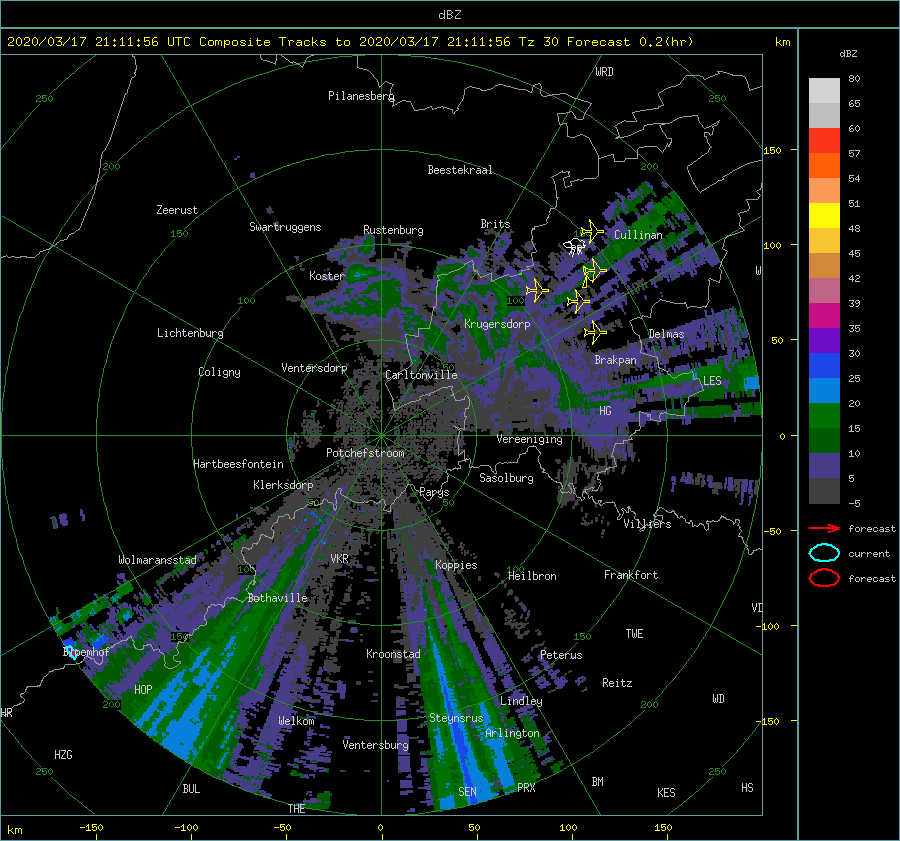 dBZ
2020/03/17 21:11:56 UTC Composite Tracks to 2020/03/17 21:11:56 Tz 30 Forecast 0.2(hr)
km
dBZ
WRD
80
250
Pilanesberg
250
65
60
150
57
200
Beestekraal
200
54
Zeerust
51
Swartruggens
Brits
150
Rustenburg
Cullinan
48
100
45
Koster
W
42
100
100
39
Krugersdorp
35
Lichtenburg
Delmas
50
30
Brakpan
Coligny
Ventersdorp
50
Carltonville
LES
25
20
HG
15
Vereeniging
0
10
Potchefstroom
Hartbeesfontein
Sasolburg
5
Klerksdorp
Parys
50
50
-5
Villiers
forecast
-50
Wolmaransstad
VKR
current
Koppies
100
100
Heilbron
Frankfort
forecast
Bothaville
VI
-100
150
150
TWE
Bloemhof
Kroonstad
Peterus
HOP
Reitz
WD
200
Lindley
200
HR
Welkom
Steynsrus
-150
Arlington
HZG
Ventersburg
250
250
BUL
SEN
PRX
BM
KES
HS
THE
km
-150
-100
-50
0
50
100
150